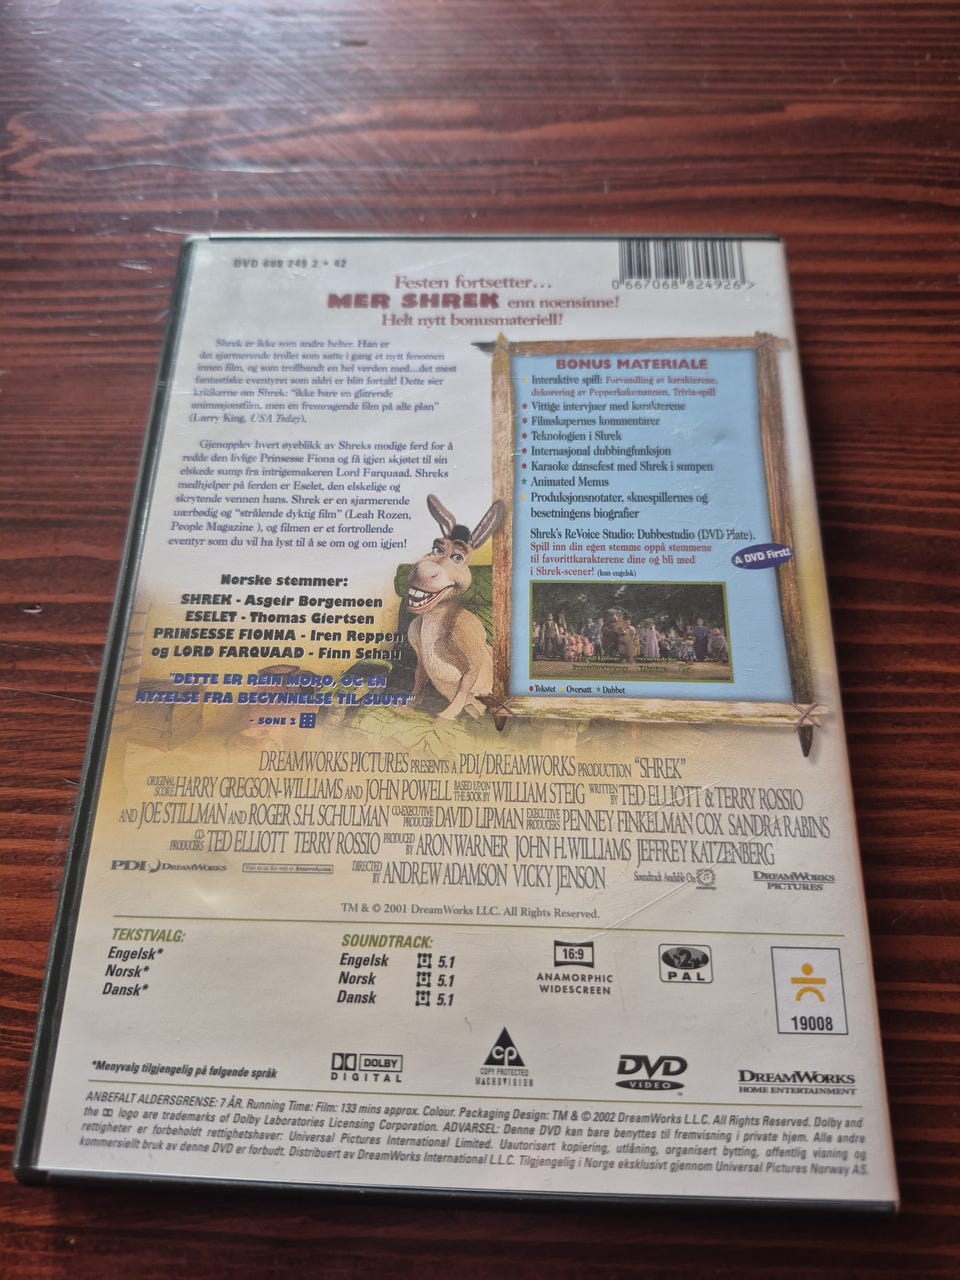 DVD 688 249 2 • 42
0 667068 824926 >
Festen fortsetter...
MER SHREK enn noensinne!
Helt nytt bonusmateriell!
Shrek er ikke som andre helter. Han er
det sjarmerende trollet som satte i gang et nytt fenomen
innen film, og som trollbandt en hel verden med...det mest
fantastiske eventyret som aldri er blitt fortalt! Dette sier
kritikerne om Shrek: "ikke bare en glitrende
animasjonsfilm, men en fremragende film på alle plan"
(Larry King, USA Today).
Gjenopplev hvert øyeblikk av Shreks modige ferd for å
redde den livlige Prinsesse Fiona og få igjen skjøtet til sin
elskede sump fra intrigemakeren Lord Farquaad. Shreks
medhjelper på ferden er Eselet, den elskelige og
skrytende vennen hans. Shrek er en sjarmerende
uærbødig og "strålende dyktig film" (Leah Rozen,
People Magazine ), og filmen er et fortrollende
eventyr som du vil ha lyst til å se om og om igjen!
Norske stemmer:
SHREK - Asgeir Borgemoen
ESELET - Thomas Giertsen
PRINSESSE FIONNA - Iren Reppen
og LORD FARQUAAD - Finn Schau
"DETTE ER REIN MORO, OG EN
NYTELSE FRA BEGYNNELSE TIL SLUTT"
- SONE 2
BONUS MATERIALE
Interaktive spill: Forvandling av karakterene,
dekorering av Pepperkakemannen, Trivia-spill
• Vittige intervjuer med karakterene
• Filmskapernes kommentarer
• Teknologien i Shrek
• Internasjonal dubbingfunksjon
• Karaoke dansefest med Shrek i sumpen
★ Animated Menus
Produksjonsnotater, skuespillernes og
besetningens biografier
Shrek's ReVoice Studio: Dubbestudio (DVD Plate).
Spill inn din egen stemme oppå stemmene
til favorittkarakterene dine og bli med
i Shrek-scener! (kun engelsk)
A DVD First!
• Tekstet Oversatt ★ Dubbet
DREAMWORKS PICTURES PRESENTS A PDI/DREAMWORKS PRODUCTION "SHREK"
ORIGINAL SCORE HARRY GREGSON-WILLIAMS AND JOHN POWELL BASED UPON THE BOOK BY WILLIAM STEIG WRITTEN BY TED ELLIOTT & TERRY ROSSIO
AND JOE STILLMAN AND ROGER S.H. SCHULMAN CO-EXECUTIVE PRODUCER DAVID LIPMAN EXECUTIVE PRODUCERS PENNEY FINKELMAN COX SANDRA RABINS
CO-PRODUCERS TED ELLIOTT TERRY ROSSIO PRODUCED BY ARON WARNER JOHN H. WILLIAMS JEFFREY KATZENBERG
PDI DREAMWORKS DIRECTED BY ANDREW ADAMSON VICKY JENSON Soundtrack Available On DREAMWORKS PICTURES
TM & © 2001 DreamWorks LLC. All Rights Reserved.
TEKSTVALG:
Engelsk*
Norsk*
Dansk*
SOUNDTRACK:
Engelsk 5.1
Norsk 5.1
Dansk 5.1
16:9
ANAMORPHIC
WIDESCREEN
2
PAL
19008
*Menyvalg tilgjengelig på følgende språk
DOLBY
DIGITAL
CP
COPY PROTECTED
MACROVISION
DVD
VIDEO
DREAMWORKS
HOME ENTERTAINMENT
ANBEFALT ALDERSGRENSE: 7 ÅR. Running Time: Film: 133 mins approx. Colour. Packaging Design: TM & © 2002 DreamWorks L.L.C. All Rights Reserved. Dolby and
the logo are trademarks of Dolby Laboratories Licensing Corporation. ADVARSEL: Denne DVD kan bare benyttes til fremvisning i private hjem. Alle andre
rettigheter er forbeholdt rettighetshaver: Universal Pictures International Limited. Uautorisert kopiering, utlåning, organisert bytting, offentlig visning og
kommersiellt bruk av denne DVD er forbudt. Distribuert av DreamWorks International L.L.C. Tilgjengelig i Norge eksklusivt gjennom Universal Pictures Norway AS.